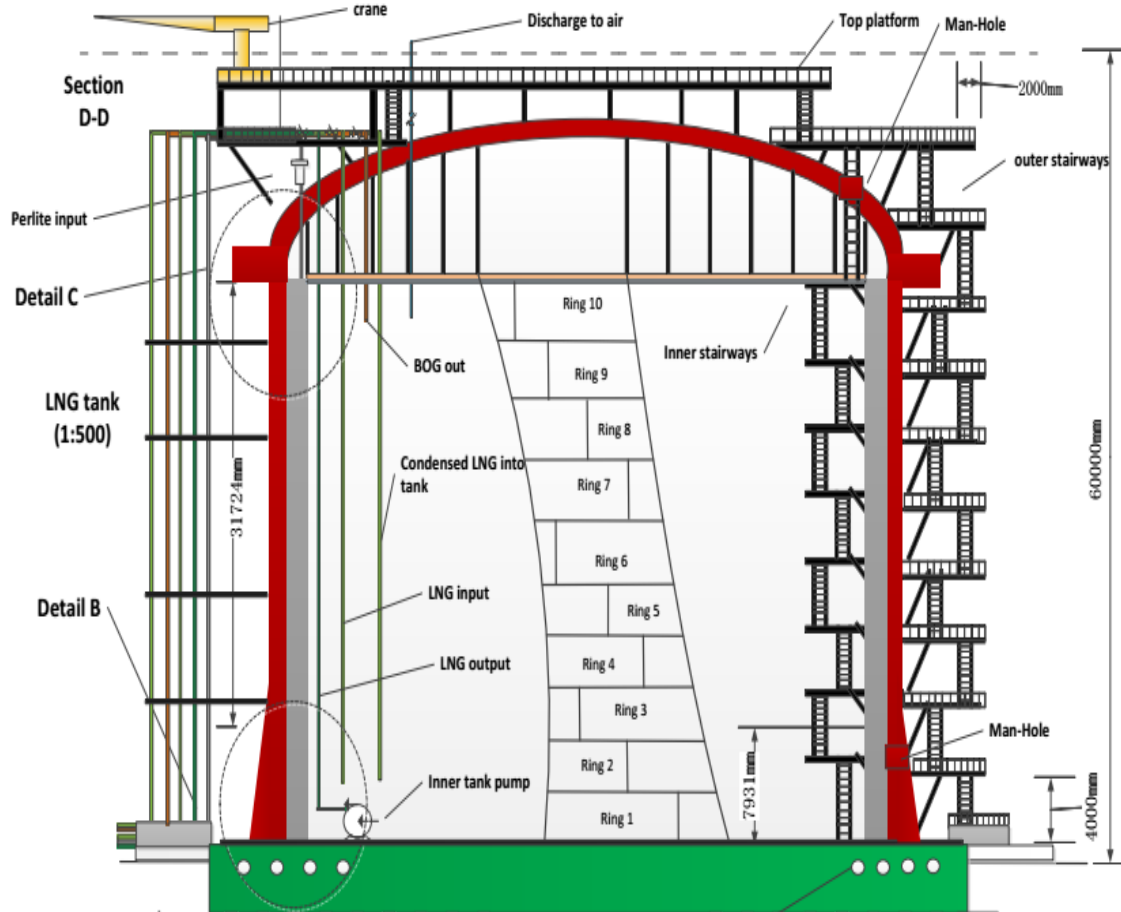 crane
Discharge to air
Top platform
Man-Hole
Section
D-D
2000mm
outer stairways
Perlite input
Detail C
Ring 10
Inner stairways
BOG out
Ring 9
LNG tank
(1:500)
Ring 8
Condensed LNG into
tank
Ring 7
31724mm
60000mm
Ring 6
LNG input
Detail B
Ring 5
LNG output
Ring 4
Ring 3
Man-Hole
Ring 2
Inner tank pump
7931mm
4000mm
Ring 1